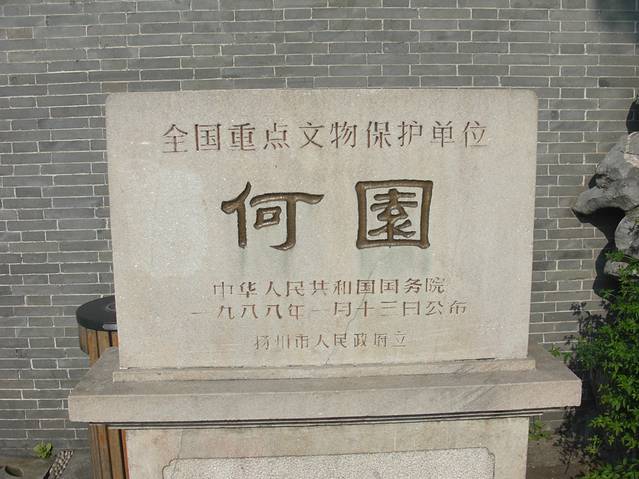 全国重点文物保护单位
何園
中华人民共和国国务院
一九八八年一月十三日公布
扬州市人民政府立